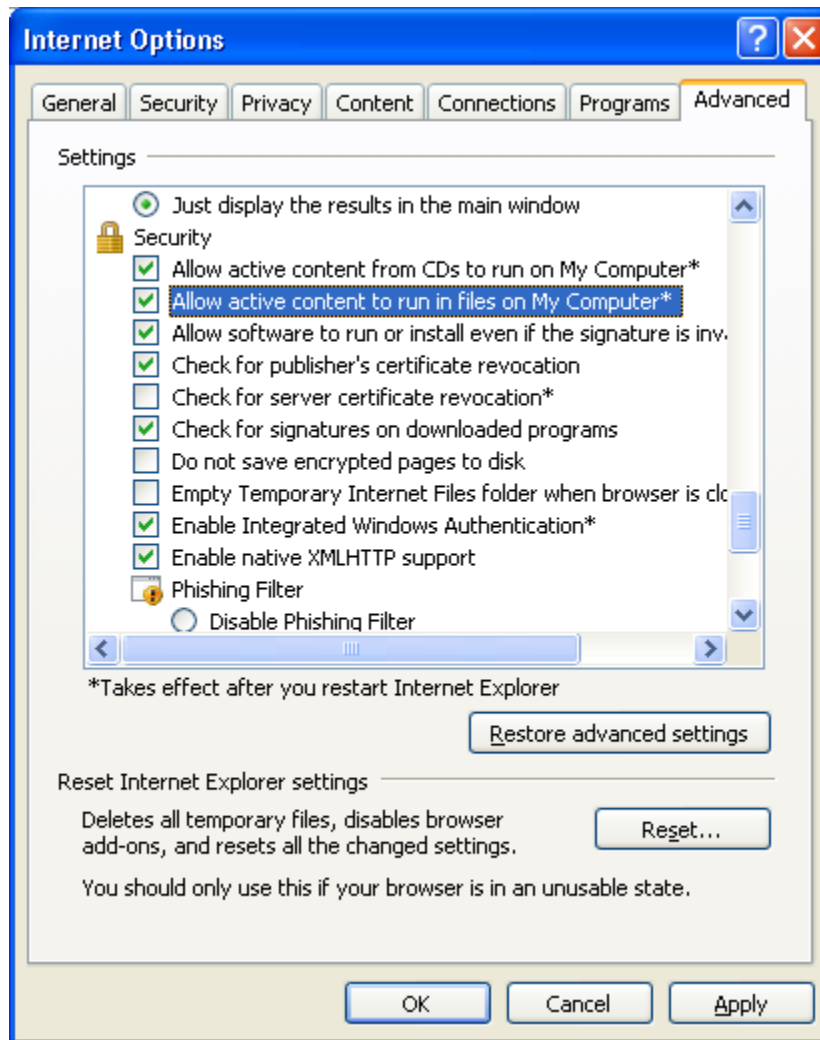 Internet Options
General Security Privacy Content Connections Programs Advanced
Settings
Just display the results in the main window
Security
Allow active content from CDs to run on My Computer*
Allow active content to run in files on My Computer*
Allow software to run or install even if the signature is inv
Check for publisher's certificate revocation
Check for server certificate revocation*
Check for signatures on downloaded programs
Do not save encrypted pages to disk
Empty Temporary Internet Files folder when browser is clo
Enable Integrated Windows Authentication*
Enable native XMLHTTP support
Phishing Filter
Disable Phishing Filter
*Takes effect after you restart Internet Explorer
Restore advanced settings
Reset Internet Explorer settings
Deletes all temporary files, disables browser
add-ons, and resets all the changed settings.
Reset...
You should only use this if your browser is in an unusable state.
OK Cancel Apply